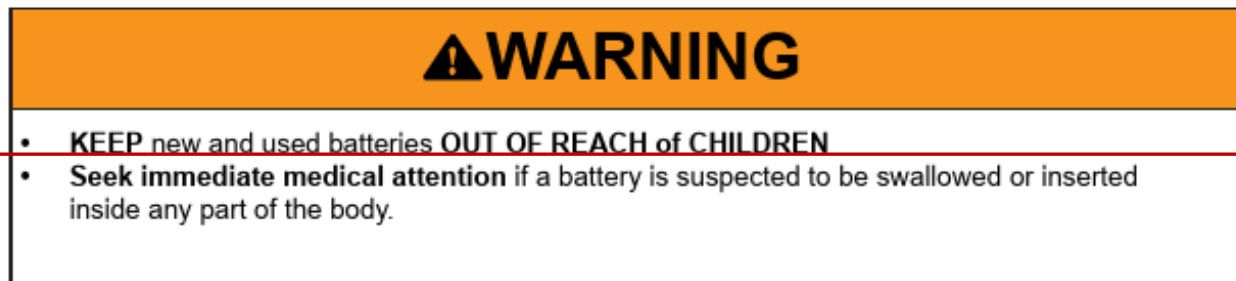 ⚠WARNING
• KEEP new and used batteries OUT OF REACH of CHILDREN
• Seek immediate medical attention if a battery is suspected to be swallowed or inserted
inside any part of the body.